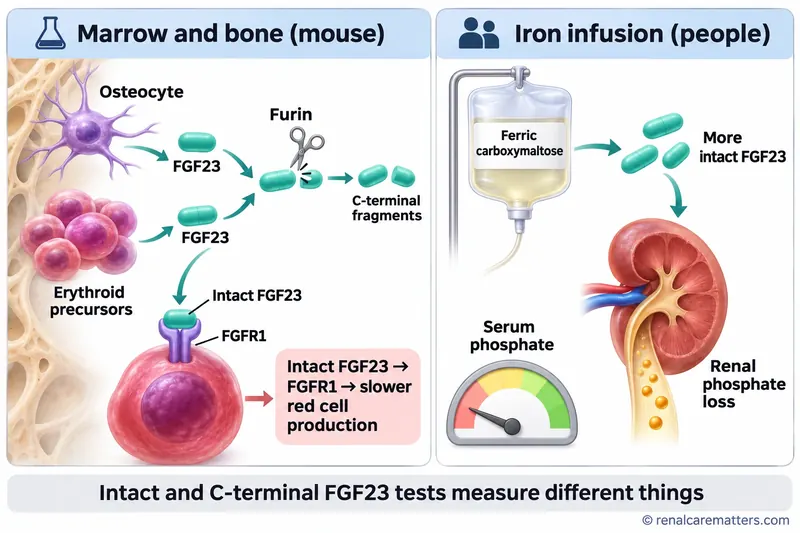 Marrow and bone (mouse)
Osteocyte
FGF23
Furin
C-terminal
fragments
FGF23
Erythroid
precursors
Intact FGF23
FGFR1
Intact FGF23 →
FGFR1 → slower
red cell
production
Iron infusion (people)
Ferric
carboxymaltose
More
intact FGF23
Serum
phosphate
Renal
phosphate
loss
Intact and C-terminal FGF23 tests measure different things
© renalcarematters.com